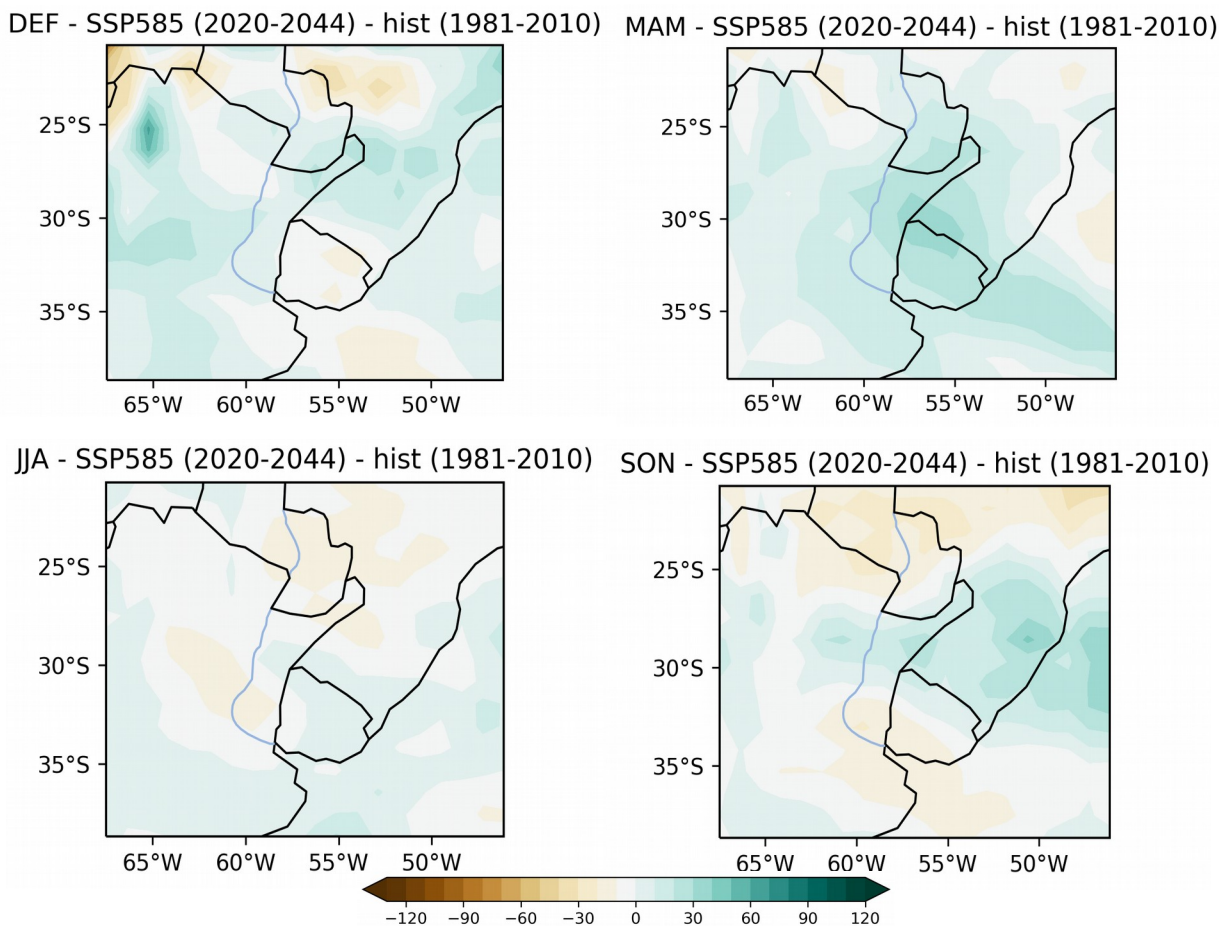 DEF - SSP585 (2020-2044) - hist (1981-2010)
MAM - SSP585 (2020-2044) - hist (1981-2010)
25°S
30°S
35°S
65°W 60°W 55°W 50°W
25°S
30°S
35°S
65°W 60°W 55°W 50°W
JJA - SSP585 (2020-2044) - hist (1981-2010)
SON - SSP585 (2020-2044) - hist (1981-2010)
25°S
30°S
35°S
65°W 60°W 55°W 50°W
25°S
30°S
35°S
65°W 60°W 55°W 50°W
−120 −90 −60 −30 0 30 60 90 120